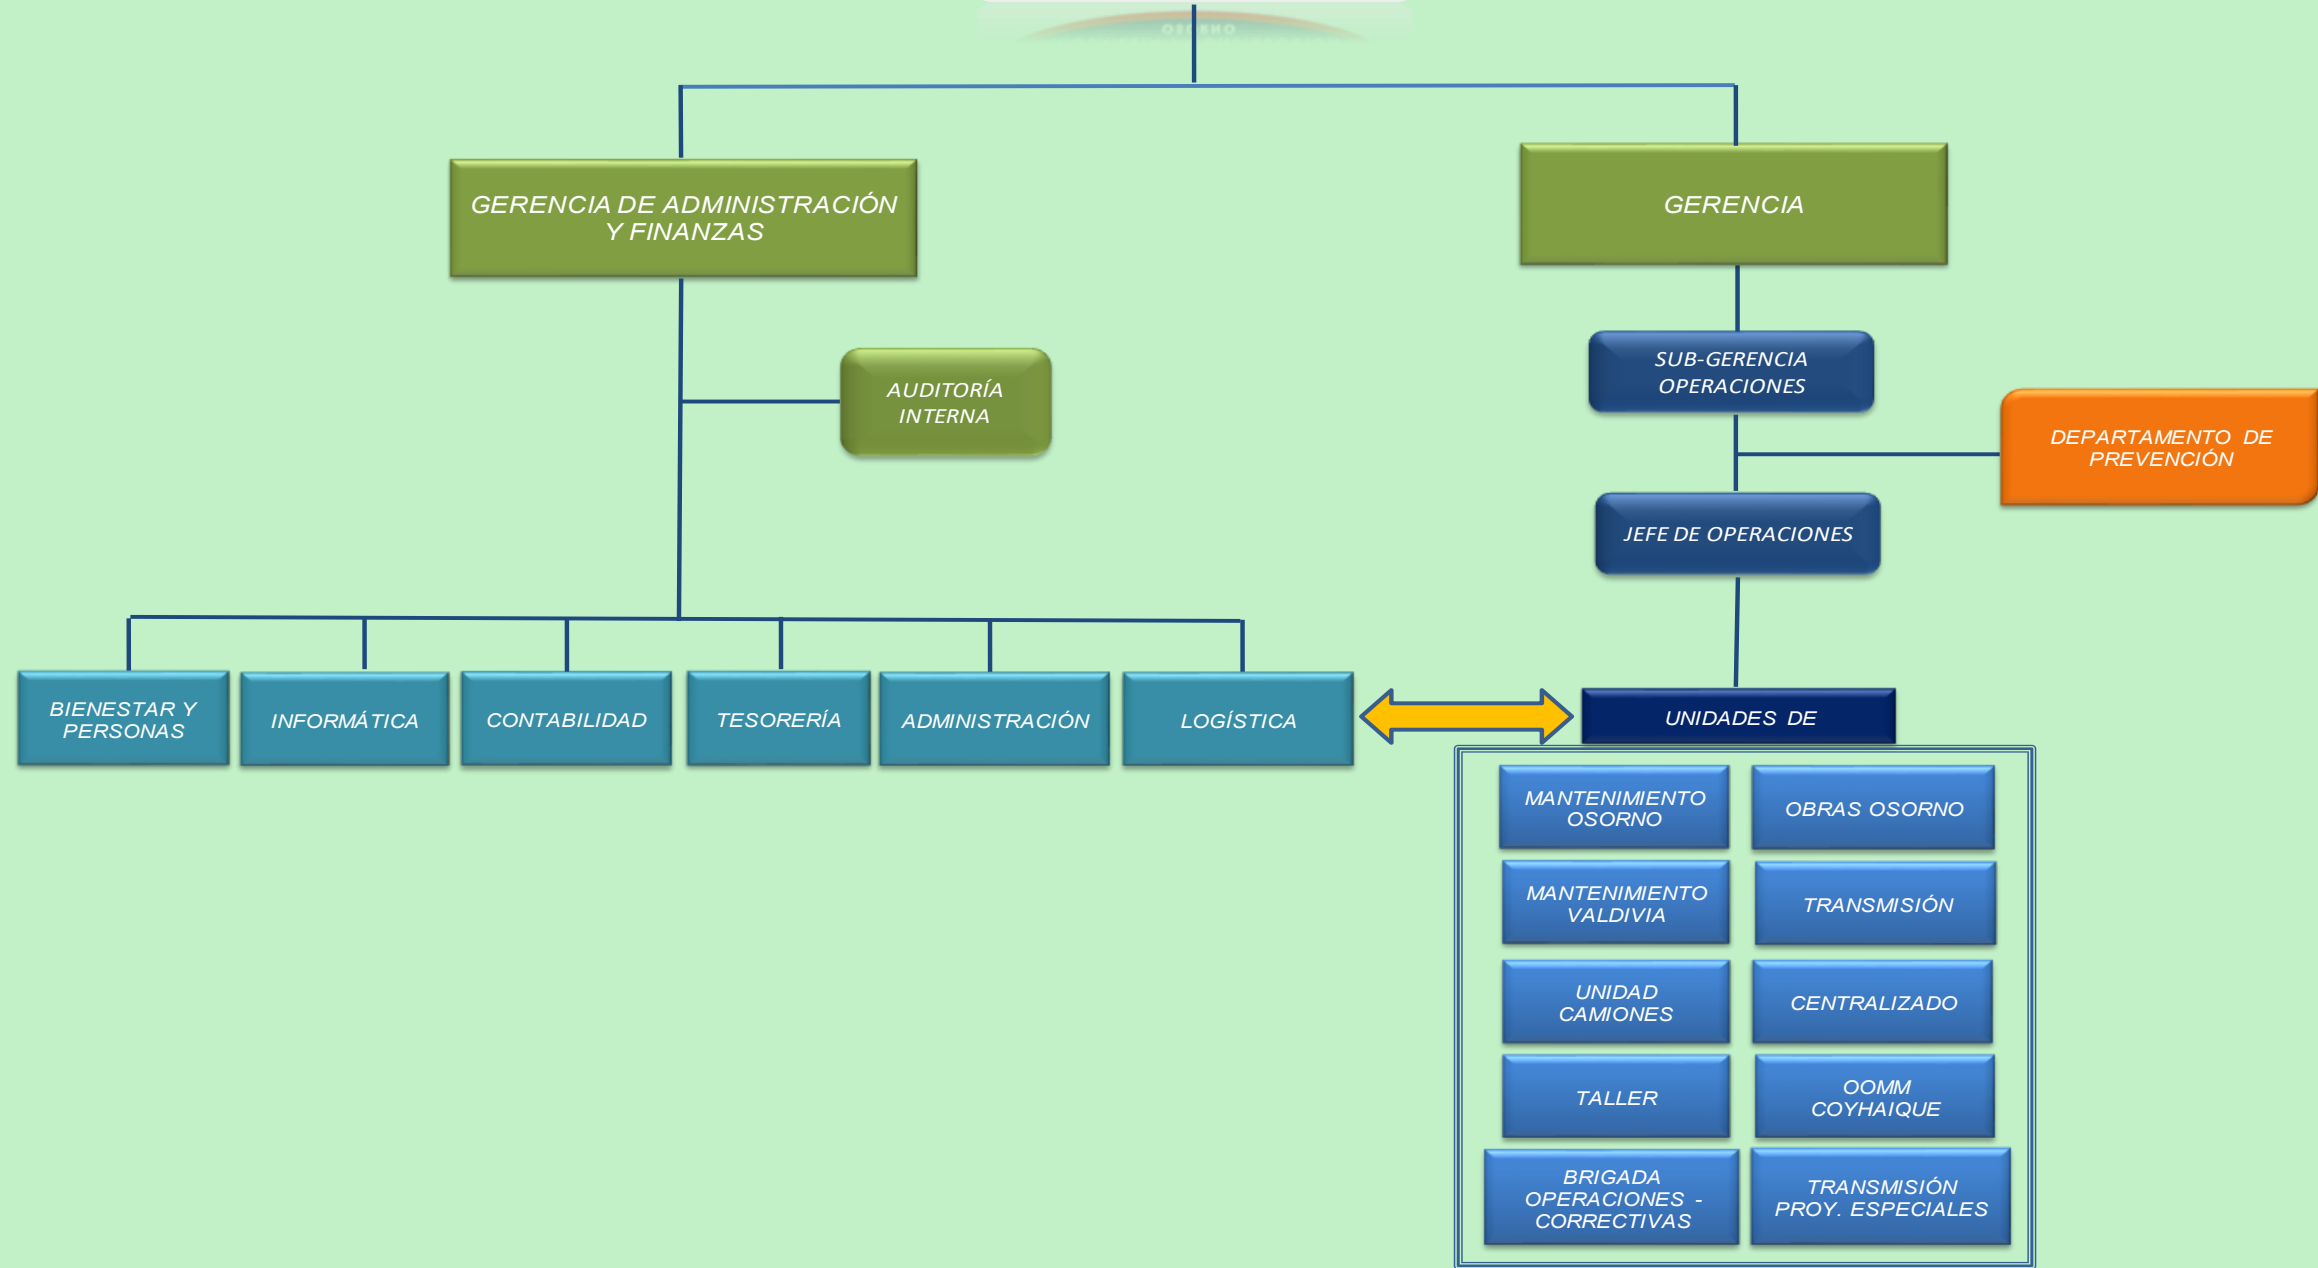 OSORNO
GERENCIA DE ADMINISTRACIÓN
Y FINANZAS
GERENCIA
AUDITORÍA
INTERNA
SUB-GERENCIA
OPERACIONES
DEPARTAMENTO DE
PREVENCIÓN
JEFE DE OPERACIONES
BIENESTAR Y
PERSONAS
INFORMÁTICA
CONTABILIDAD
TESORERÍA
ADMINISTRACIÓN
LOGÍSTICA
UNIDADES DE
MANTENIMIENTO
OSORNO
OBRAS OSORNO
MANTENIMIENTO
VALDIVIA
TRANSMISIÓN
UNIDAD
CAMIONES
CENTRALIZADO
TALLER
OOMM
COYHAIQUE
BRIGADA
OPERACIONES -
CORRECTIVAS
TRANSMISIÓN
PROY. ESPECIALES